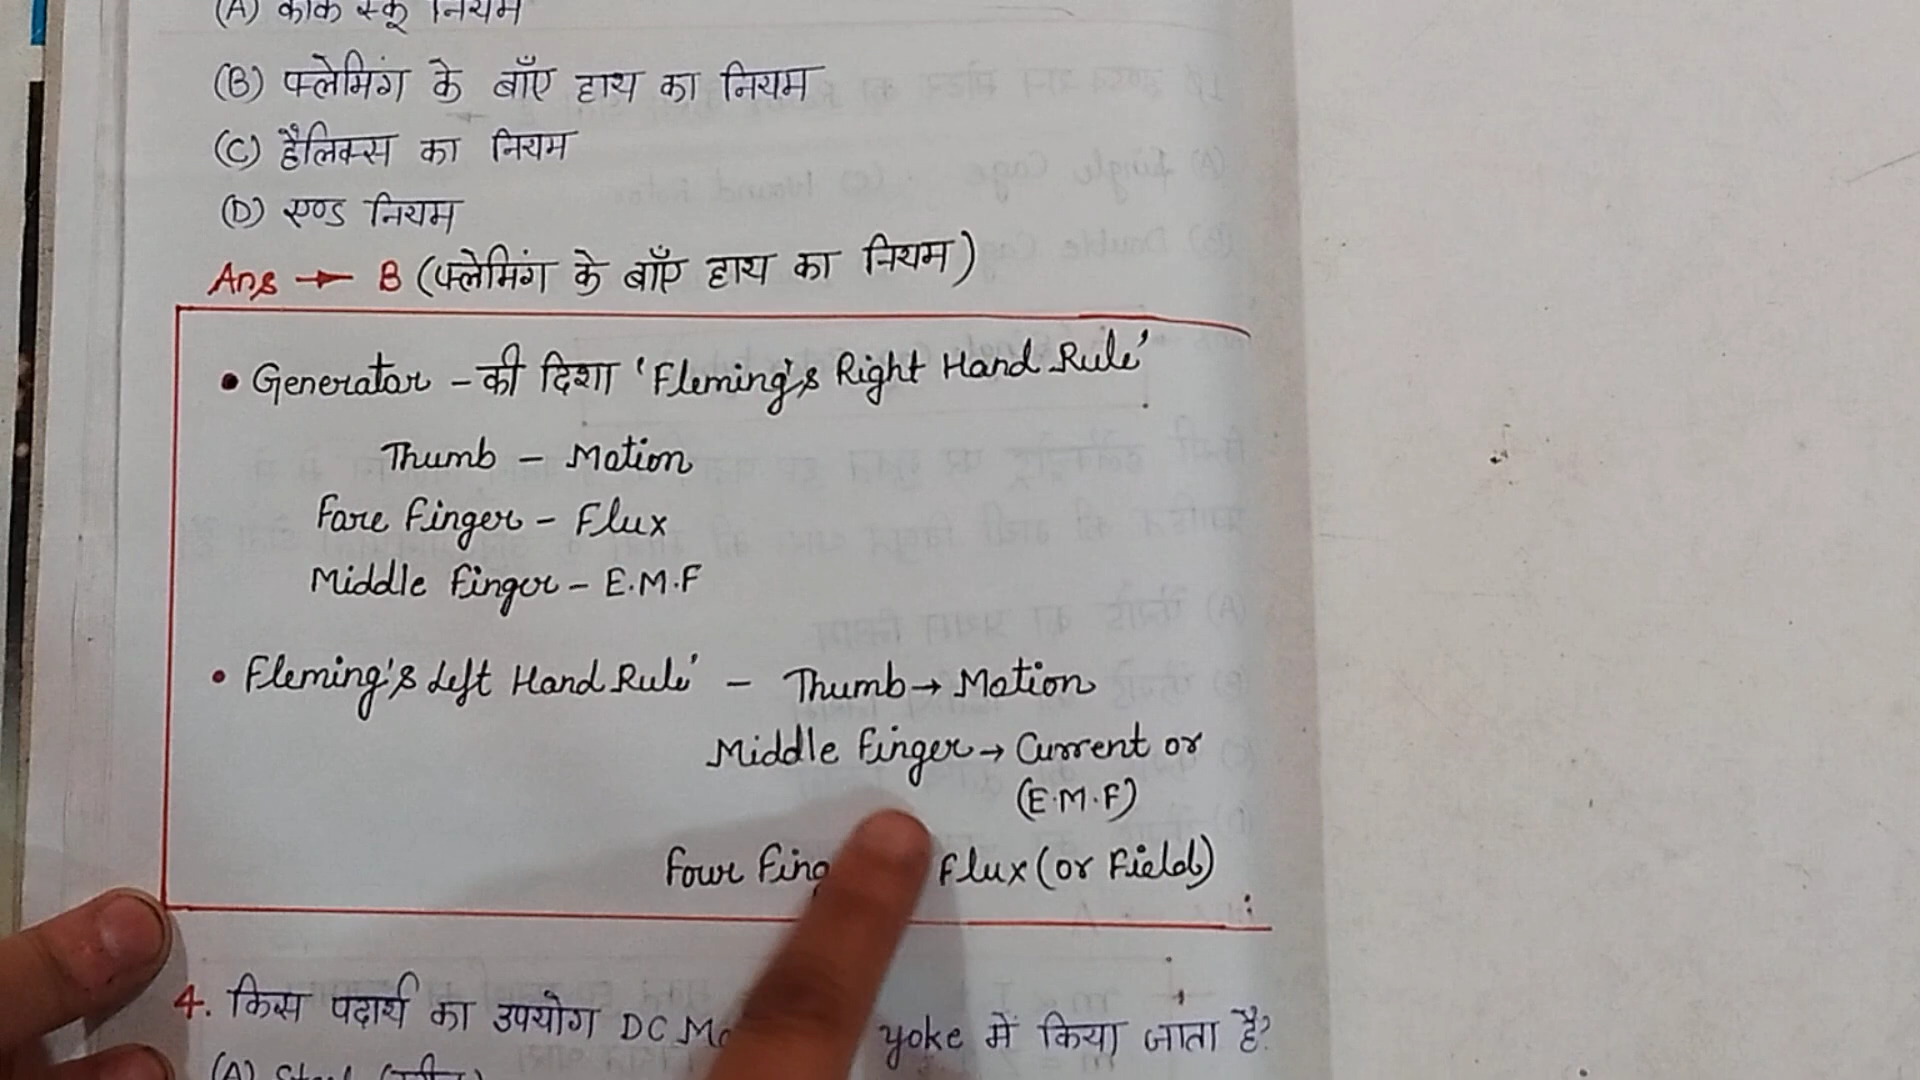 (A) कॉर्क स्क्रू नियम
(B) फ्लेमिंग के बाँए हाथ का नियम
(C) हैलिक्स का नियम
(D) एण्ड नियम
Ans → B (फ्लेमिंग के बाँए हाथ का नियम)
• Generator - की दिशा 'Fleming's Right Hand Rule'
Thumb - Motion
Fore Finger - Flux
Middle Finger - E.M.F
• Fleming's Left Hand Rule' - Thumb → Motion
Middle Finger → Current or
(E.M.F)
Four Fing Flux (or Field)
4. किस पदार्थ का उपयोग DC Mo yoke में किया जाता है?
(A) Steel